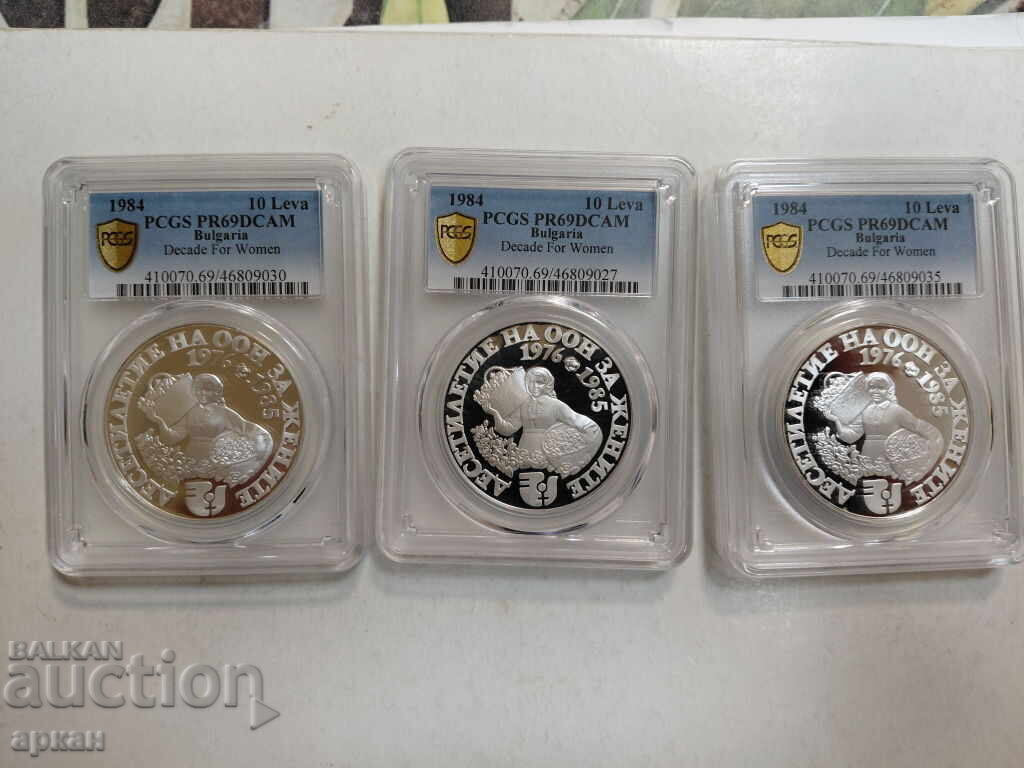 1984 10 Leva
PCGS PR69DCAM
Bulgaria
Decade For Women
410070.69/46809030
PCGS
ДЕСЕТИЛЕТИЕ НА ООН ЗА ЖЕНИТЕ
1976 1985
1984 10 Leva
PCGS PR69DCAM
Bulgaria
Decade For Women
410070.69/46809027
PCGS
ДЕСЕТИЛЕТИЕ НА ООН ЗА ЖЕНИТЕ
1976 1985
1984 10 Leva
PCGS PR69DCAM
Bulgaria
Decade For Women
410070.69/46809035
PCGS
ДЕСЕТИЛЕТИЕ НА ООН ЗА ЖЕНИТЕ
1976 1985
BALKAN
auction
аркан